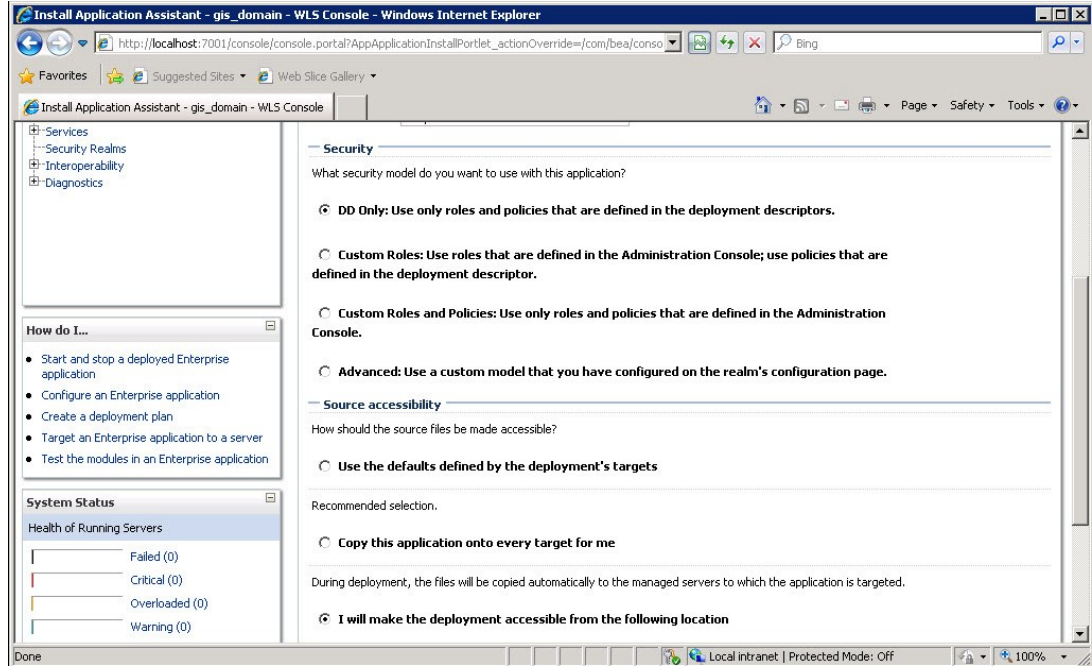 Install Application Assistant - gis_domain - WLS Console - Windows Internet Explorer
http://localhost:7001/console/console.portal?AppApplicationInstallPortlet_actionOverride=/com/bea/conso
Bing
Favorites
Suggested Sites
Web Slice Gallery
Install Application Assistant - gis_domain - WLS Console
Page
Safety
Tools
Services
Security Realms
Interoperability
Diagnostics
How do I...
Start and stop a deployed Enterprise
application
Configure an Enterprise application
Create a deployment plan
Target an Enterprise application to a server
Test the modules in an Enterprise application
System Status
Health of Running Servers
Failed (0)
Critical (0)
Overloaded (0)
Warning (0)
Security
What security model do you want to use with this application?
DD Only: Use only roles and policies that are defined in the deployment descriptors.
Custom Roles: Use roles that are defined in the Administration Console; use policies that are
defined in the deployment descriptor.
Custom Roles and Policies: Use only roles and policies that are defined in the Administration
Console.
Advanced: Use a custom model that you have configured on the realm's configuration page.
Source accessibility
How should the source files be made accessible?
Use the defaults defined by the deployment's targets
Recommended selection.
Copy this application onto every target for me
During deployment, the files will be copied automatically to the managed servers to which the application is targeted.
I will make the deployment accessible from the following location
Done
Local intranet | Protected Mode: Off
100%